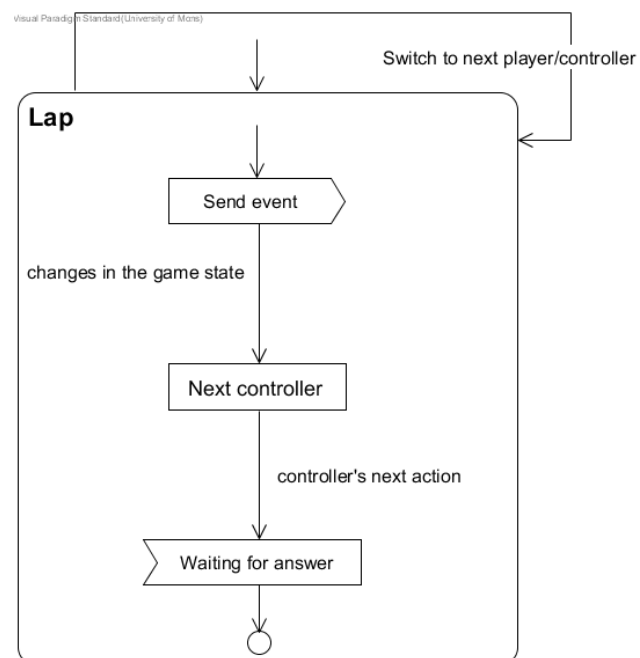 Visual Paradigm Standard(University of Mons)
Switch to next player/controller
Lap
Send event
changes in the game state
Next controller
controller's next action
Waiting for answer